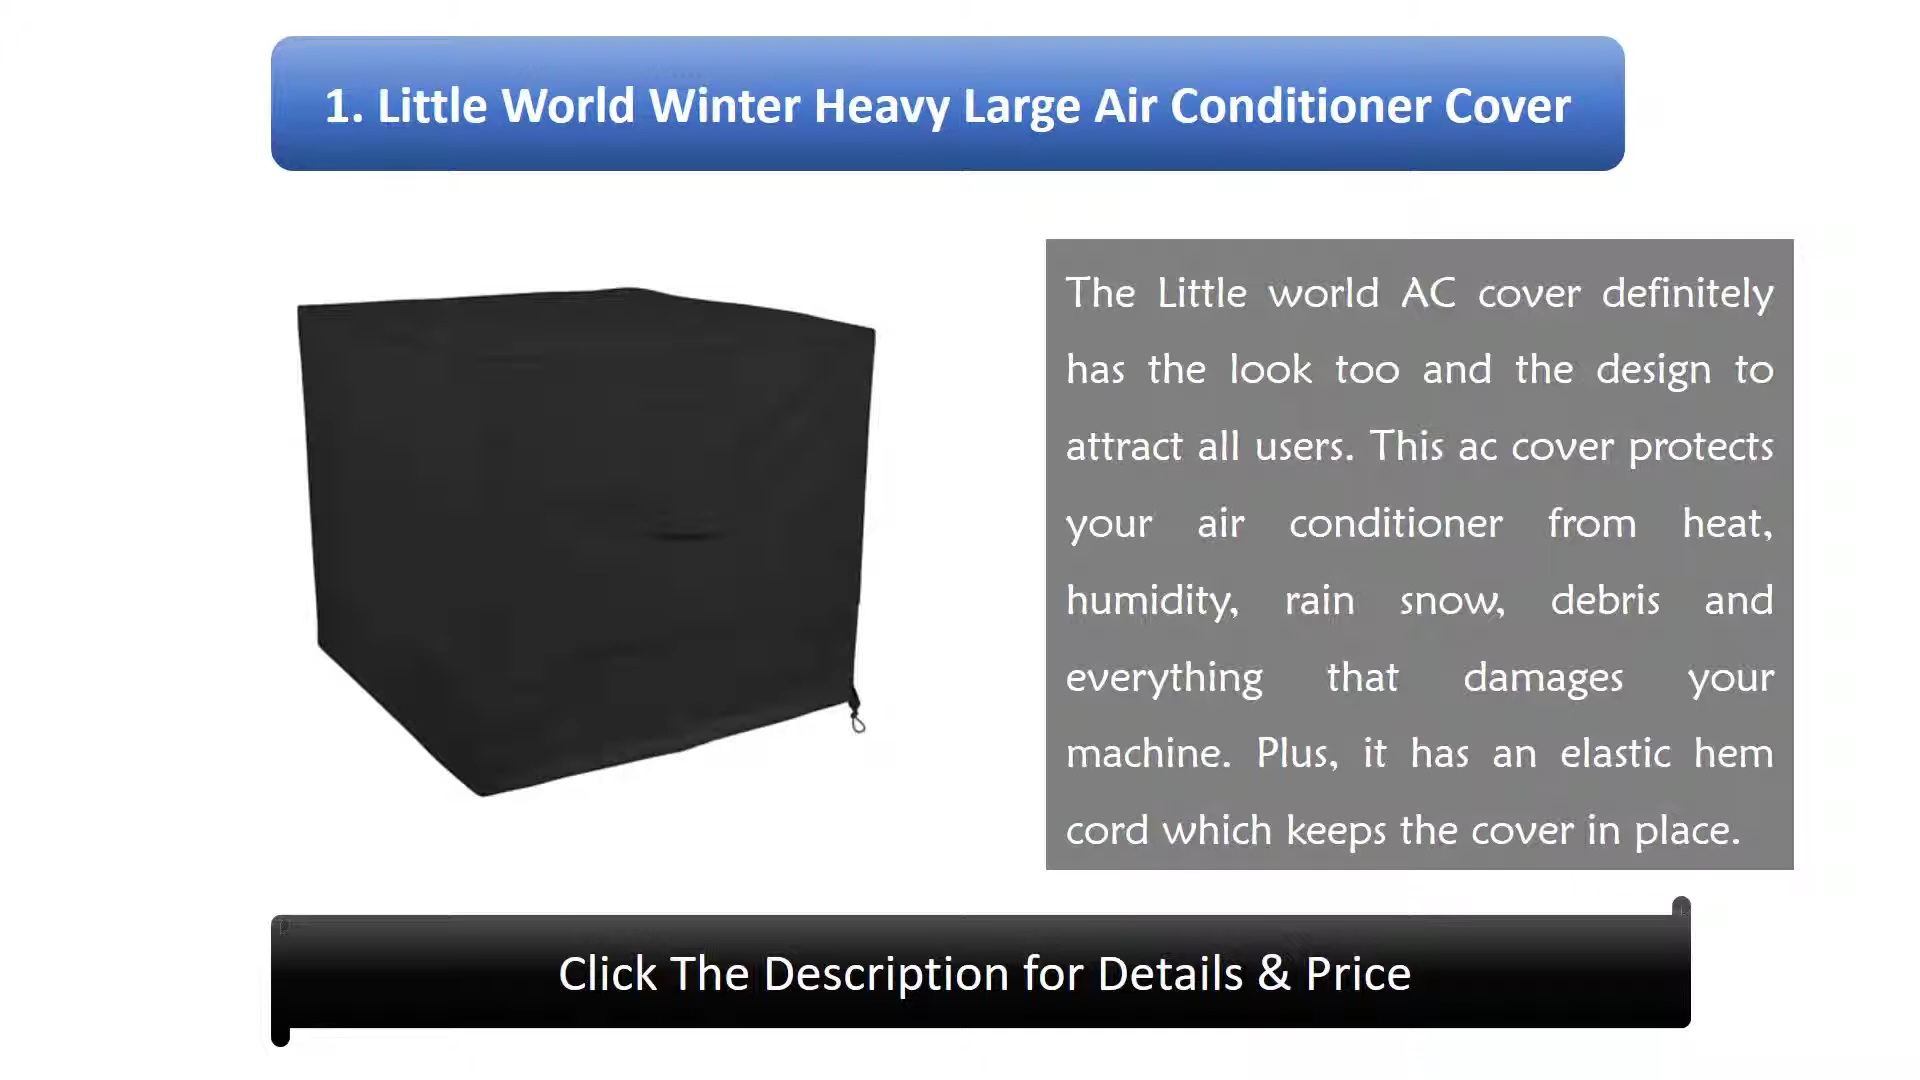 1. Little World Winter Heavy Large Air Conditioner Cover
The Little world AC cover definitely
has the look too and the design to
attract all users. This ac cover protects
your air conditioner from heat,
humidity, rain snow, debris and
everything that damages your
machine. Plus, it has an elastic hem
cord which keeps the cover in place.
Click The Description for Details & Price